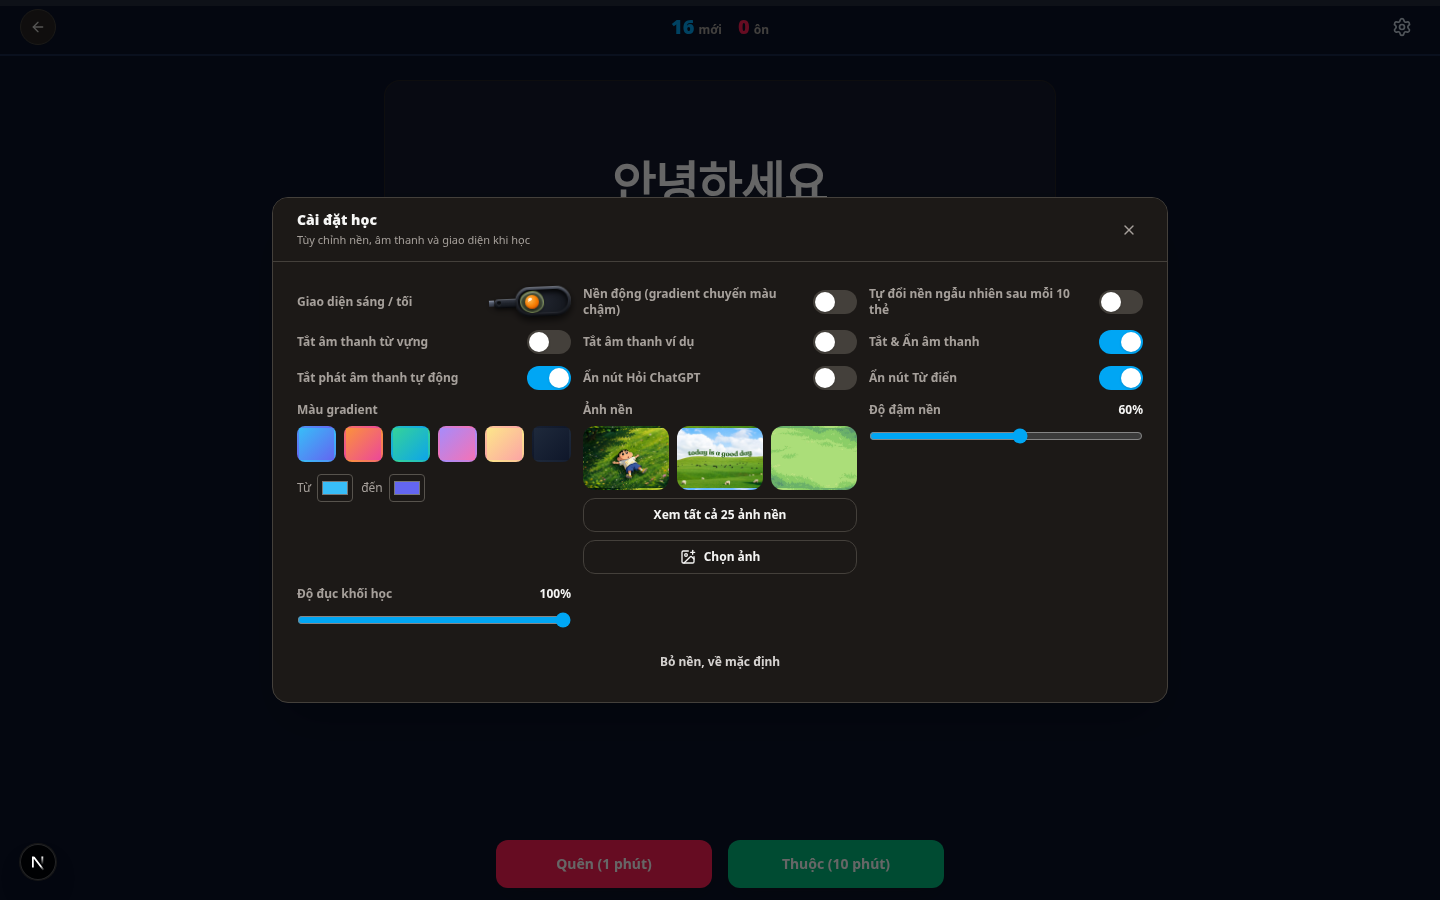 16 mới 0 ôn
안녕하세요
Cài đặt học
Tùy chỉnh nền, âm thanh và giao diện khi học
Giao diện sáng / tối
Nền động (gradient chuyển màu
chậm)
Tự đổi nền ngẫu nhiên sau mỗi 10
thẻ
Tắt âm thanh từ vựng
Tắt âm thanh ví dụ
Tắt & Ẩn âm thanh
Tắt phát âm thanh tự động
Ẩn nút Hỏi ChatGPT
Ẩn nút Từ điển
Màu gradient
Từ đến
Ảnh nền
today is a good day
Xem tất cả 25 ảnh nền
Chọn ảnh
Độ đậm nền 60%
Độ đục khối học 100%
Bỏ nền, về mặc định
Quên (1 phút)
Thuộc (10 phút)
N